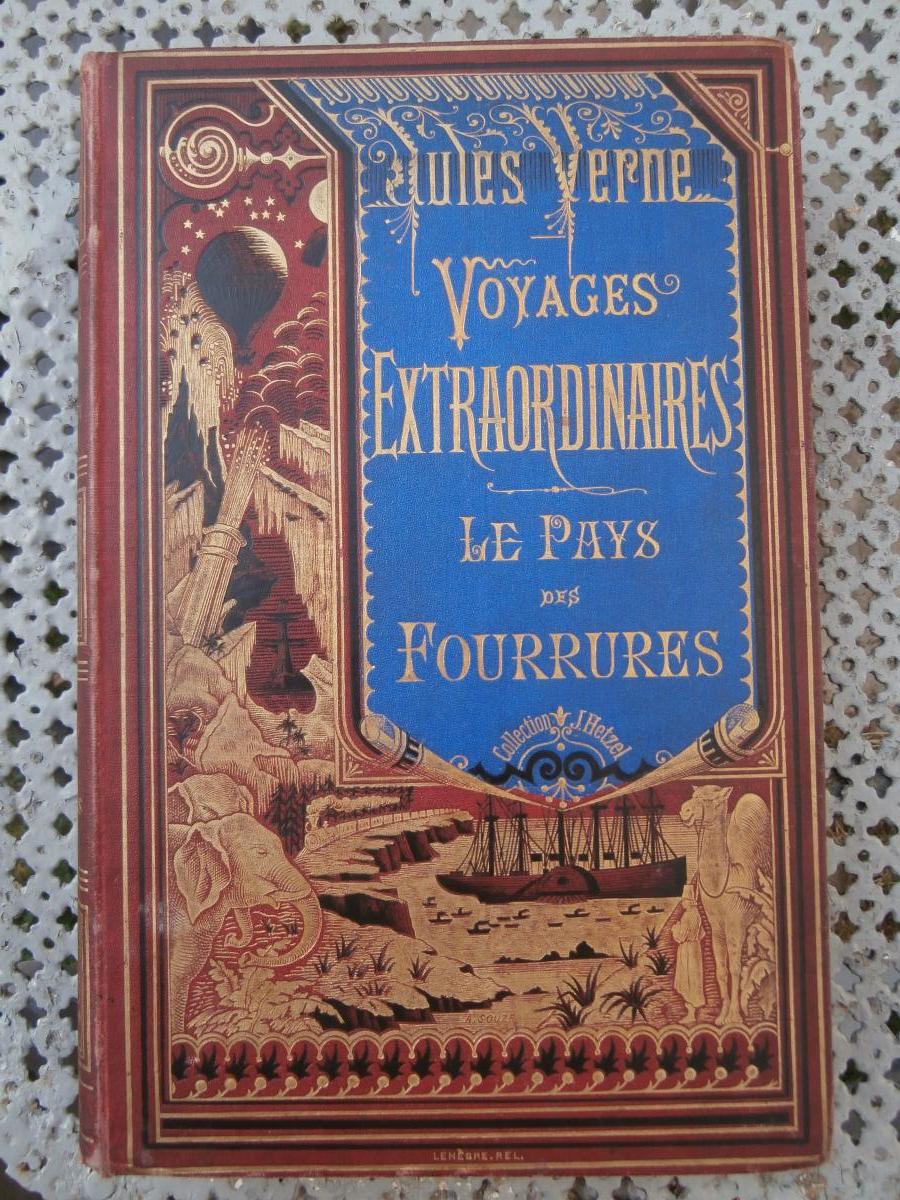 Jules Verne
Voyages
Extraordinaires
Le Pays
des
Fourrures
Collection J. Hetzel
A. SOUZE
LENÈGRE. REL.